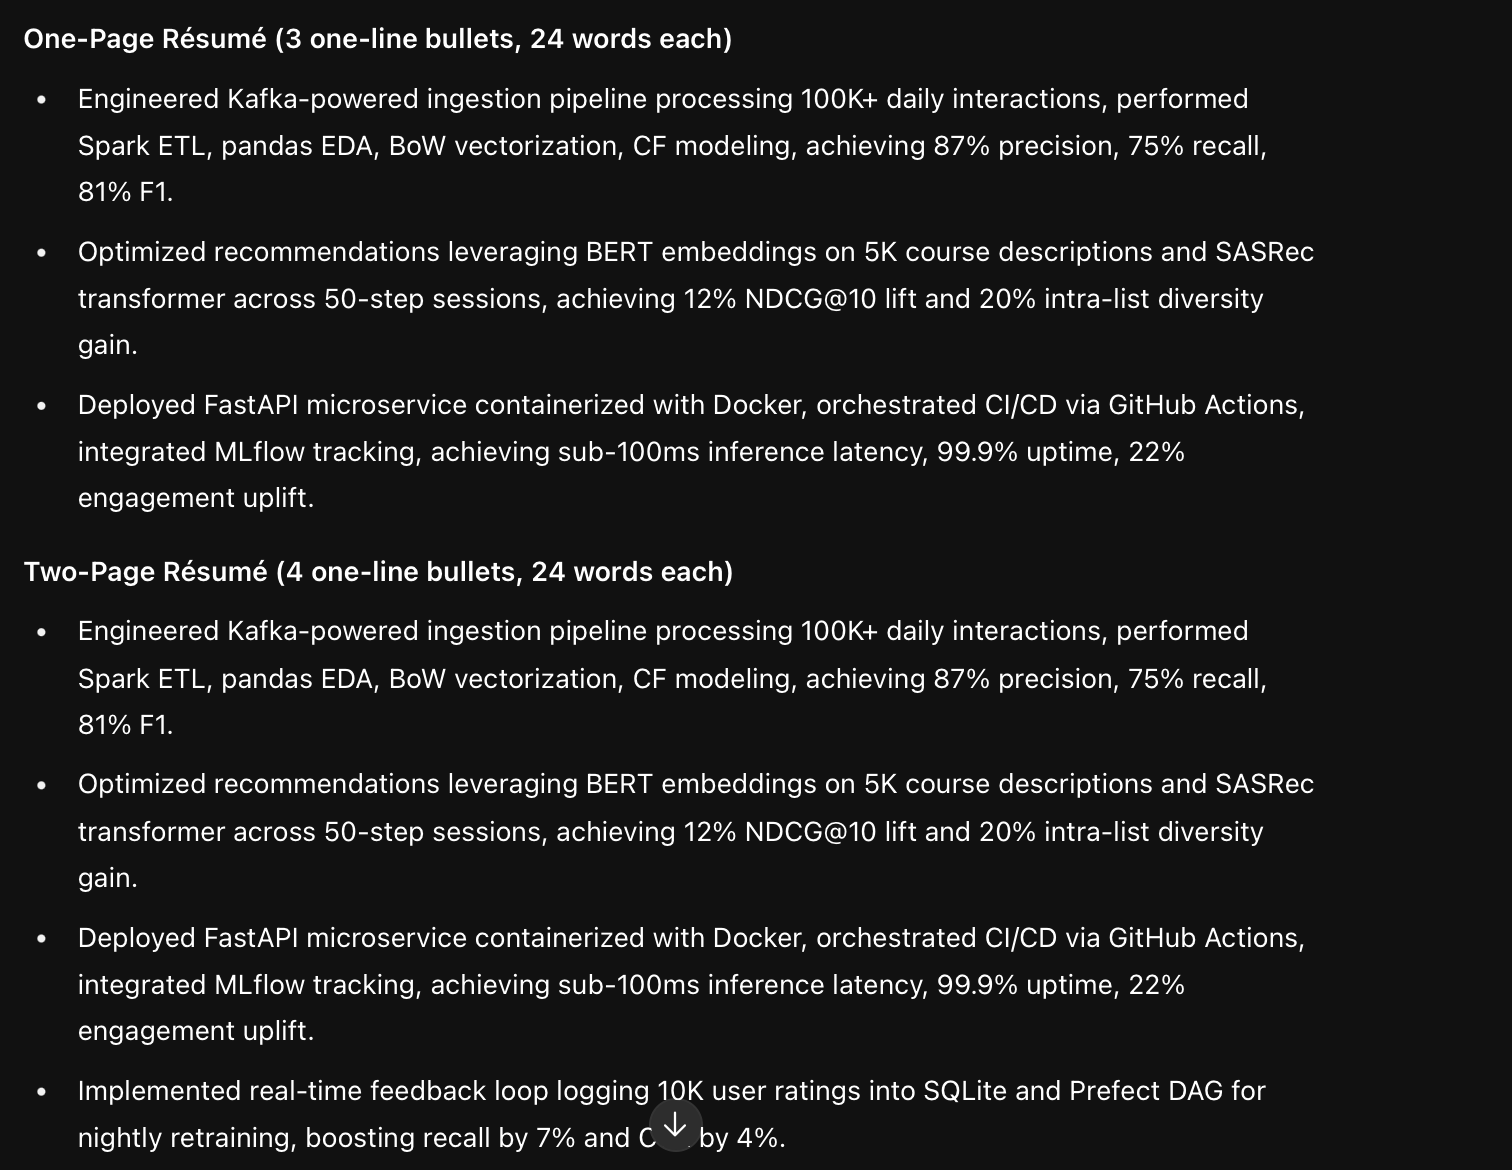 One-Page Résumé (3 one-line bullets, 24 words each)
• Engineered Kafka-powered ingestion pipeline processing 100K+ daily interactions, performed
Spark ETL, pandas EDA, BoW vectorization, CF modeling, achieving 87% precision, 75% recall,
81% F1.
• Optimized recommendations leveraging BERT embeddings on 5K course descriptions and SASRec
transformer across 50-step sessions, achieving 12% NDCG@10 lift and 20% intra-list diversity
gain.
• Deployed FastAPI microservice containerized with Docker, orchestrated CI/CD via GitHub Actions,
integrated MLflow tracking, achieving sub-100ms inference latency, 99.9% uptime, 22%
engagement uplift.
Two-Page Résumé (4 one-line bullets, 24 words each)
• Engineered Kafka-powered ingestion pipeline processing 100K+ daily interactions, performed
Spark ETL, pandas EDA, BoW vectorization, CF modeling, achieving 87% precision, 75% recall,
81% F1.
• Optimized recommendations leveraging BERT embeddings on 5K course descriptions and SASRec
transformer across 50-step sessions, achieving 12% NDCG@10 lift and 20% intra-list diversity
gain.
• Deployed FastAPI microservice containerized with Docker, orchestrated CI/CD via GitHub Actions,
integrated MLflow tracking, achieving sub-100ms inference latency, 99.9% uptime, 22%
engagement uplift.
• Implemented real-time feedback loop logging 10K user ratings into SQLite and Prefect DAG for
nightly retraining, boosting recall by 7% and by 4%.